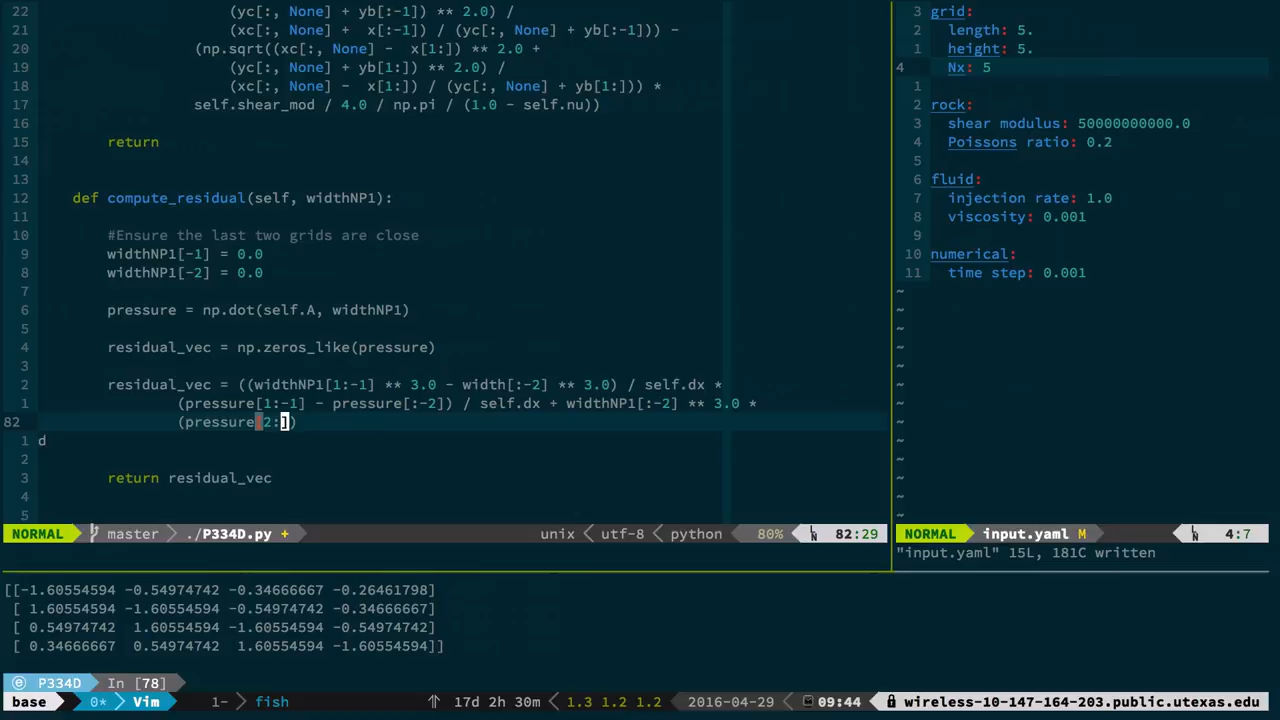 22 (yc[:, None] + yb[:-1]) ** 2.0) /
21 (xc[:, None] +  x[:-1]) / (yc[:, None] + yb[:-1])) -
20 (np.sqrt((xc[:, None] -  x[1:]) ** 2.0 +
19 (yc[:, None] + yb[1:]) ** 2.0) /
18 (xc[:, None] -  x[1:]) / (yc[:, None] + yb[1:])) *
17 self.shear_mod / 4.0 / np.pi / (1.0 - self.nu))
16
15 return
14
13
12 def compute_residual(self, widthNP1):
11
10 #Ensure the last two grids are close
9 widthNP1[-1] = 0.0
8 widthNP1[-2] = 0.0
7
6 pressure = np.dot(self.A, widthNP1)
5
4 residual_vec = np.zeros_like(pressure)
3
2 residual_vec = ((widthNP1[1:-1] ** 3.0 - width[:-2] ** 3.0) / self.dx *
1 (pressure[1:-1] - pressure[:-2]) / self.dx + widthNP1[:-2] ** 3.0 *
82 (pressure[2:])
1 d
2
3 return residual_vec
4
5
NORMAL master ./P334D.py + unix utf-8 python 80% 82:29
3 grid:
2 length: 5.
1 height: 5.
4 Nx: 5
1
2 rock:
3 shear modulus: 50000000000.0
4 Poissons ratio: 0.2
5
6 fluid:
7 injection rate: 1.0
8 viscosity: 0.001
9
10 numerical:
11 time step: 0.001
~
~
~
~
~
~
~
~
~
~
~
~
~
NORMAL input.yaml M 4:7
"input.yaml" 15L, 181C written
[[-1.60554594 -0.54974742 -0.34666667 -0.26461798]
[ 1.60554594 -1.60554594 -0.54974742 -0.34666667]
[ 0.54974742  1.60554594 -1.60554594 -0.54974742]
[ 0.34666667  0.54974742  1.60554594 -1.60554594]]
e P334D In [78]
base 0* Vim 1- fish 17d 2h 30m 1.3 1.2 1.2 2016-04-29 09:44 wireless-10-147-164-203.public.utexas.edu